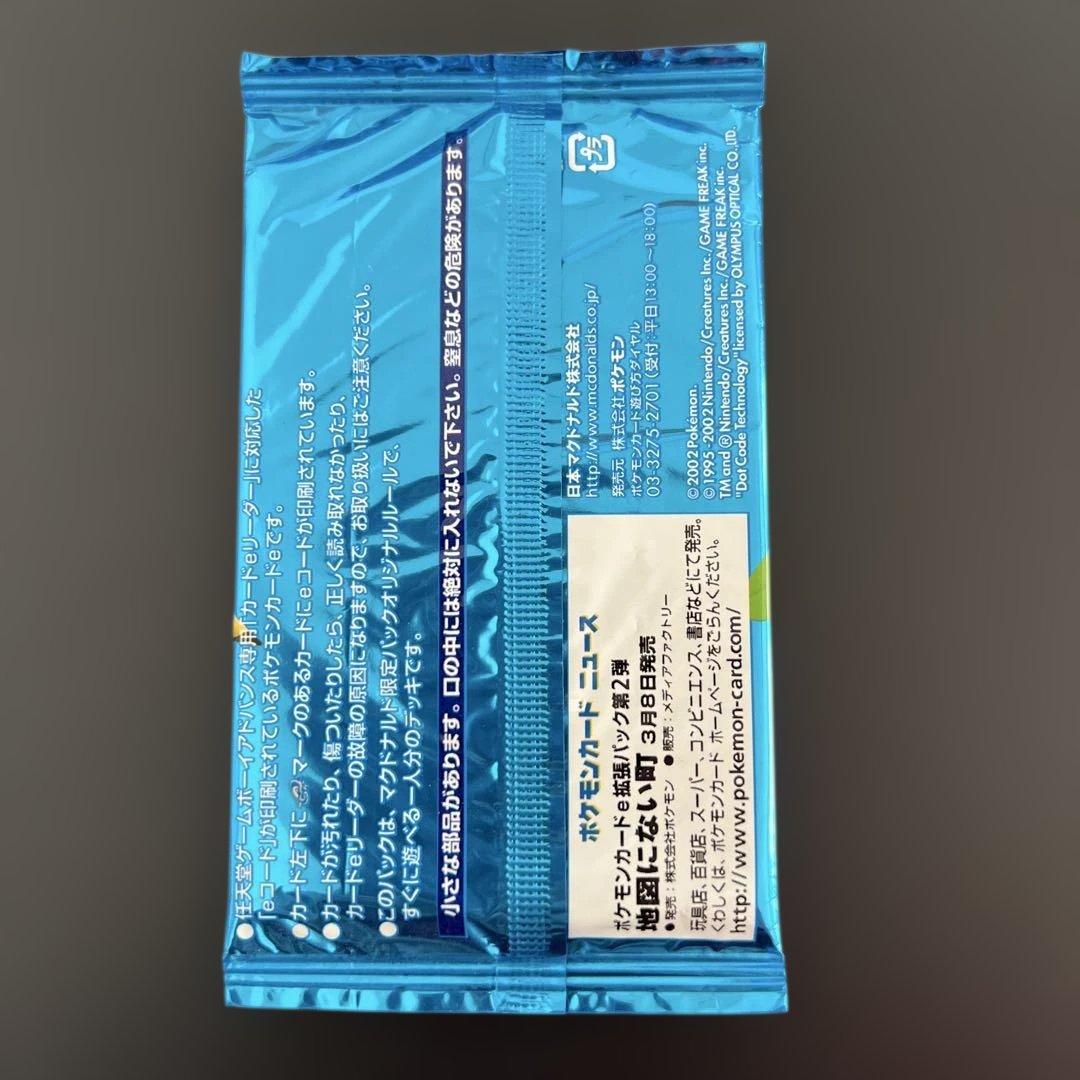 ●任天堂ゲームボーイアドバンス専用「カードeリーダー」に対応した
「eコード」が印刷されているポケモンカードeです。
●カード左下に マークのあるカードにeコードが印刷されています。
●カードが汚れたり、傷ついたりしたら、正しく読み取れなかったり、
カードeリーダーの故障の原因になりますので、お取り扱いにはご注意ください。
●このパックは、マクドナルド限定パックオリジナルルールで、
すぐに遊べる一人分のデッキです。
小さな部品があります。口の中には絶対に入れないで下さい。窒息などの危険があります。
プラ
日本マクドナルド株式会社
http://www.mcdonalds.co.jp/
発売元 株式会社ポケモン
ポケモンカード遊び方ダイヤル
03-3275-2701(受付:平日13:00~18:00)
©2002 Pokémon.
©1995-2002 Nintendo/Creatures Inc./GAME FREAK inc.
TM and ® Nintendo/Creatures Inc./GAME FREAK inc.
"Dot Code Technology" licensed by OLYMPUS OPTICAL CO.,LTD.
ポケモンカード ニュース
ポケモンカードe拡張パック第2弾
地図にない町 3月8日発売
●発売:株式会社ポケモン ●販売:メディアファクトリー
玩具店、百貨店、スーパー、コンビニエンス、書店などにて発売。
くわしくは、ポケモンカード ホームページをごらんください。
http://www.pokemon-card.com/